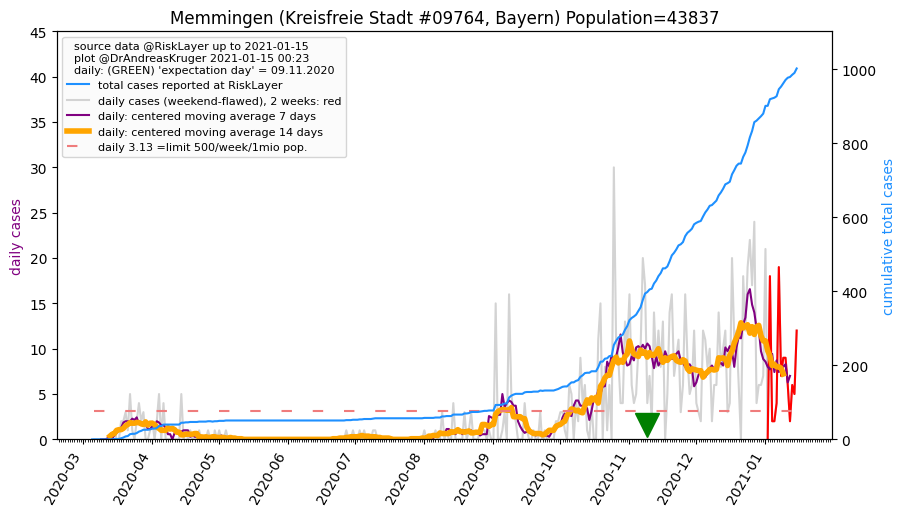 Memmingen (Kreisfreie Stadt #09764, Bayern) Population=43837
source data @RiskLayer up to 2021-01-15
plot @DrAndreasKruger 2021-01-15 00:23
daily: (GREEN) 'expectation day' = 09.11.2020
total cases reported at RiskLayer
daily cases (weekend-flawed), 2 weeks: red
daily: centered moving average 7 days
daily: centered moving average 14 days
daily 3.13 =limit 500/week/1mio pop.
daily cases
45
40
35
30
25
20
15
10
5
0
cumulative total cases
1000
800
600
400
200
0
2020-03
2020-04
2020-05
2020-06
2020-07
2020-08
2020-09
2020-10
2020-11
2020-12
2021-01